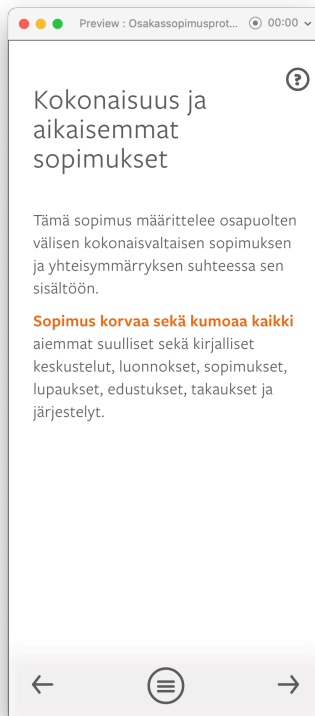 Preview : Osakassopimusprot... 00:00
?
Kokonaisuus ja
aikaisemmat
sopimukset
Tämä sopimus määrittelee osapuolten
välisen kokonaisvaltaisen sopimuksen
ja yhteisymmärryksen suhteessa sen
sisältöön.
Sopimus korvaa sekä kumoaa kaikki
aiemmat suulliset sekä kirjalliset
keskustelut, luonnokset, sopimukset,
lupaukset, edustukset, takaukset ja
järjestelyt.